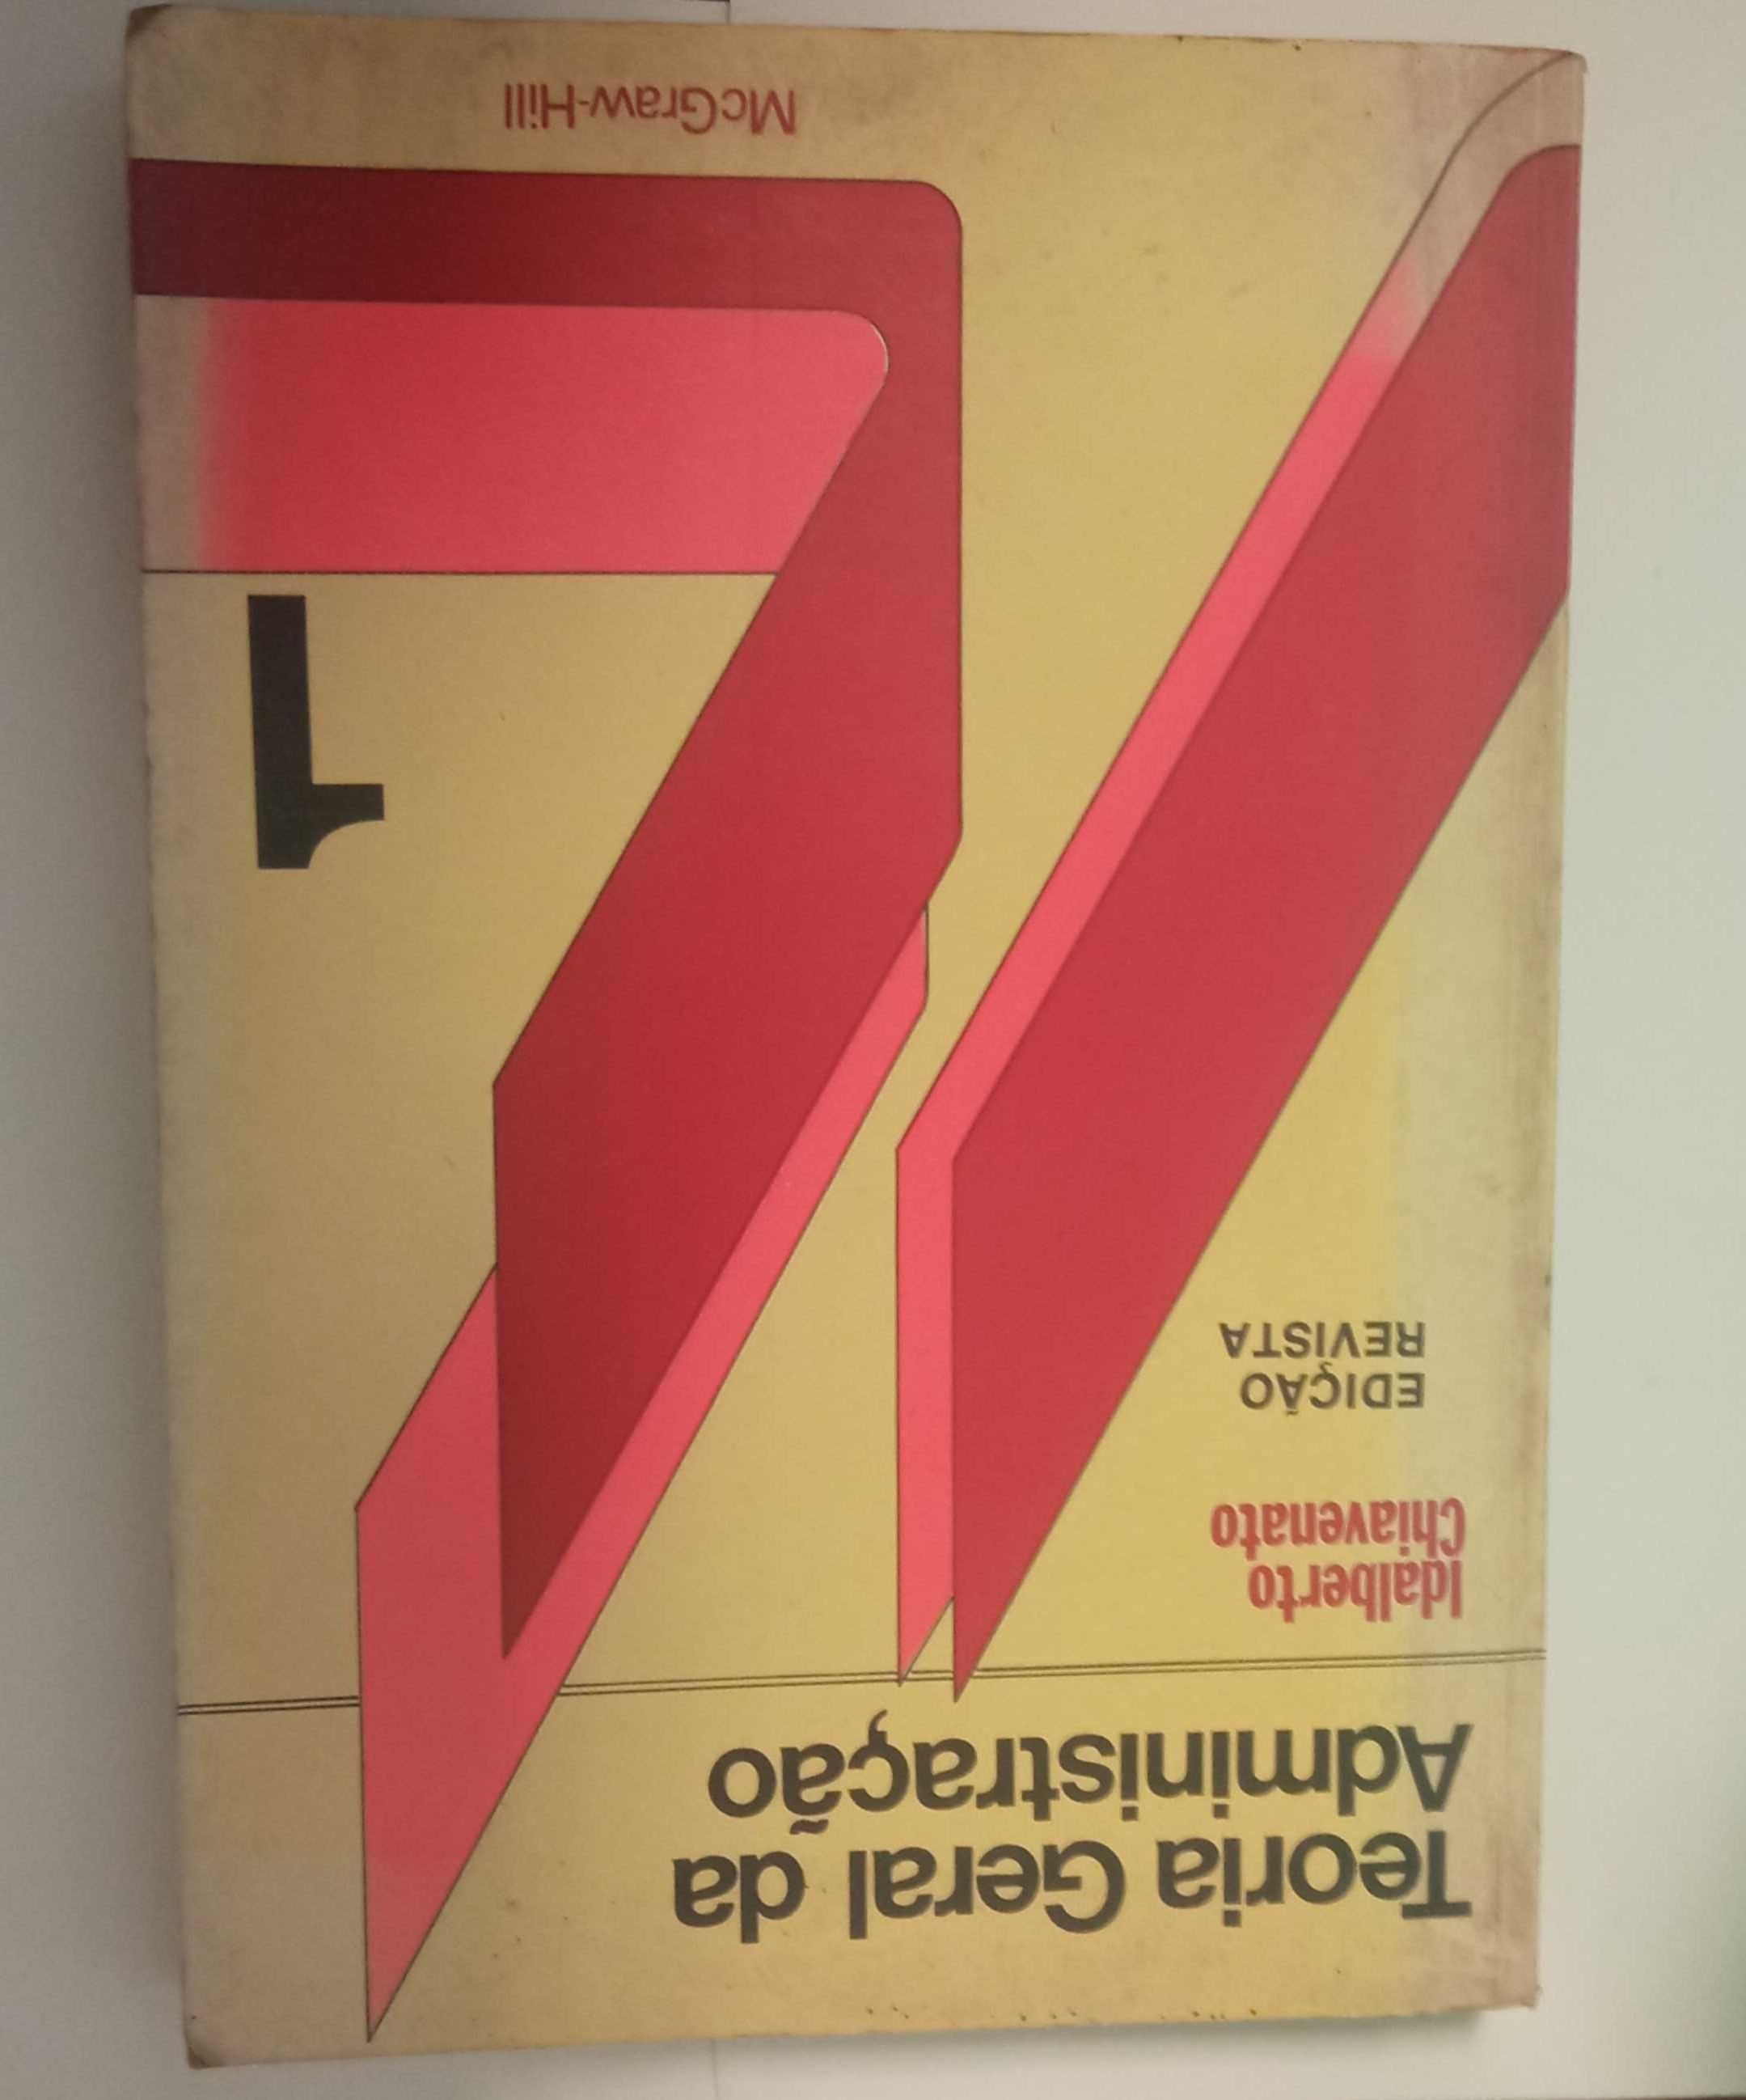 Teoria Geral da
Administração
Idalberto
Chiavenato
EDIÇÃO
REVISTA
1
McGraw-Hill